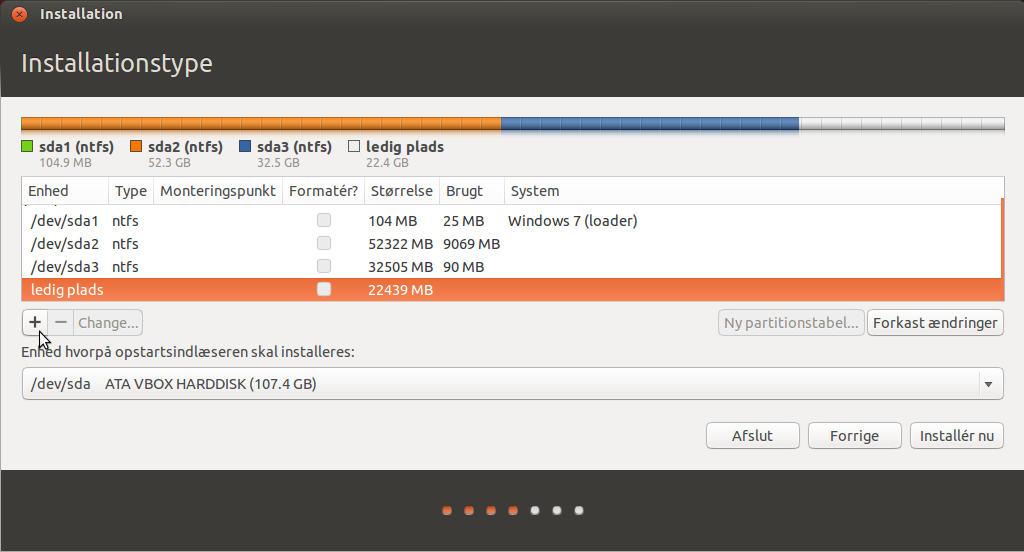 Installation
Installationstype
sda1 (ntfs) sda2 (ntfs) sda3 (ntfs) ledig plads
104.9 MB 52.3 GB 32.5 GB 22.4 GB
Enhed Type Monteringspunkt Formatér? Størrelse Brugt System
/dev/sda1 ntfs 104 MB 25 MB Windows 7 (loader)
/dev/sda2 ntfs 52322 MB 9069 MB
/dev/sda3 ntfs 32505 MB 90 MB
ledig plads 22439 MB
+ − Change... Ny partitionstabel... Forkast ændringer
Enhed hvorpå opstartsindlæseren skal installeres:
/dev/sda ATA VBOX HARDDISK (107.4 GB)
Afslut Forrige Installér nu